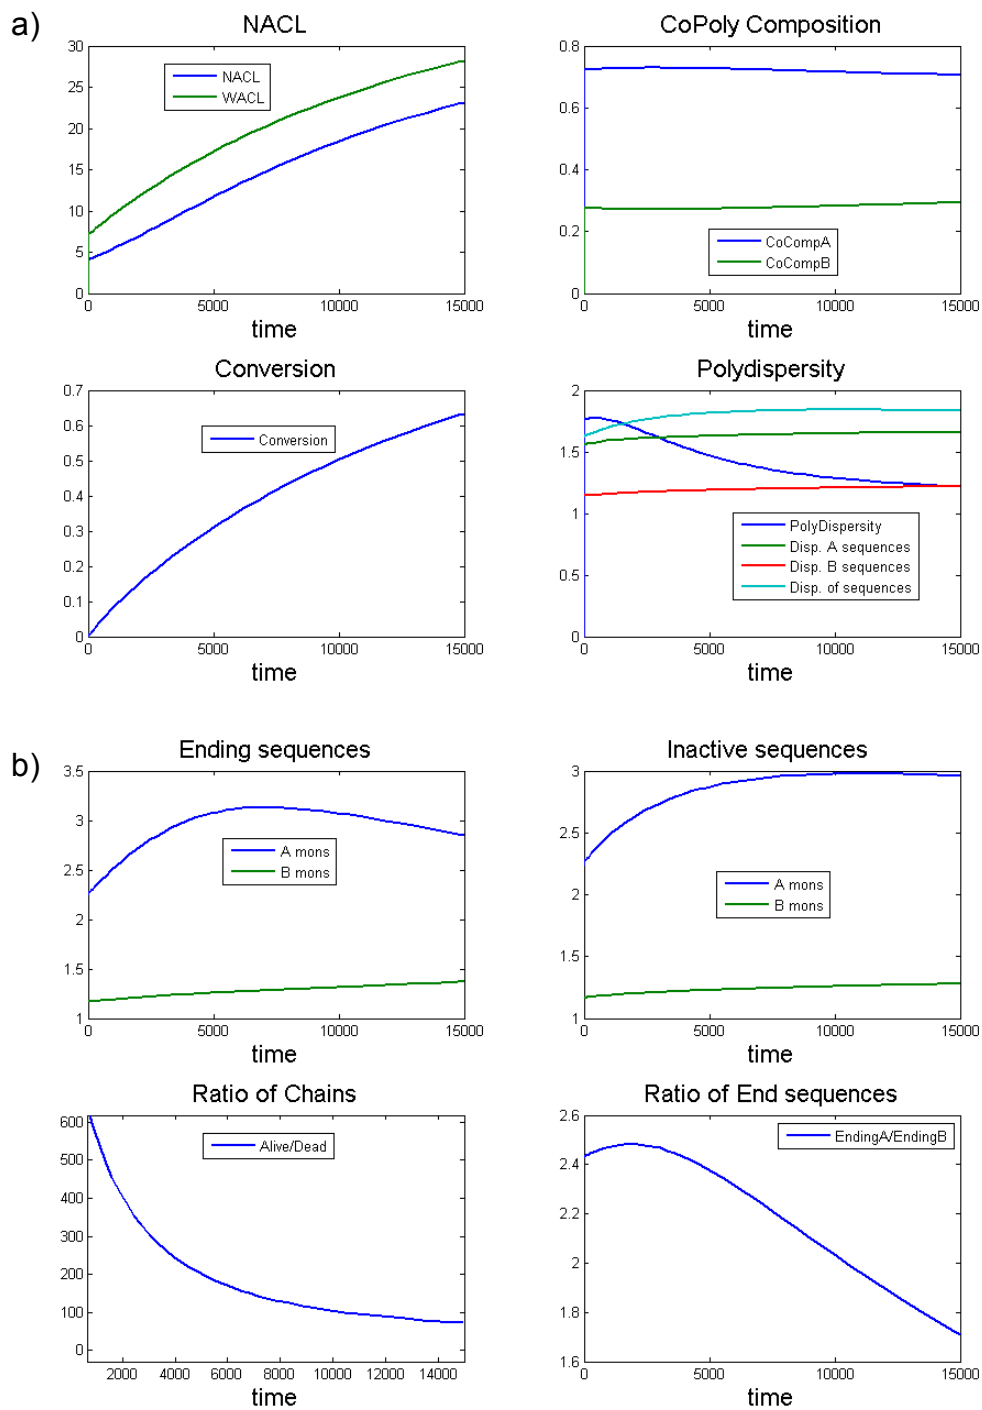 a)
NACL
30
25
20
15
10
5
0
NACL
WACL
0 5000 10000 15000
time
CoPoly Composition
0.8
0.6
0.4
0.2
0
CoCompA
CoCompB
0 5000 10000 15000
time
Conversion
0.7
0.6
0.5
0.4
0.3
0.2
0.1
0
Conversion
0 5000 10000 15000
time
Polydispersity
2
1.5
1
0.5
0
PolyDispersity
Disp. A sequences
Disp. B sequences
Disp. of sequences
0 5000 10000 15000
time
b)
Ending sequences
3.5
3
2.5
2
1.5
1
A mons
B mons
0 5000 10000 15000
time
Inactive sequences
3
2.5
2
1.5
1
A mons
B mons
0 5000 10000 15000
time
Ratio of Chains
600
500
400
300
200
100
0
Alive/Dead
2000 4000 6000 8000 10000 12000 14000
time
Ratio of End sequences
2.6
2.4
2.2
2
1.8
1.6
EndingA/EndingB
0 5000 10000 15000
time